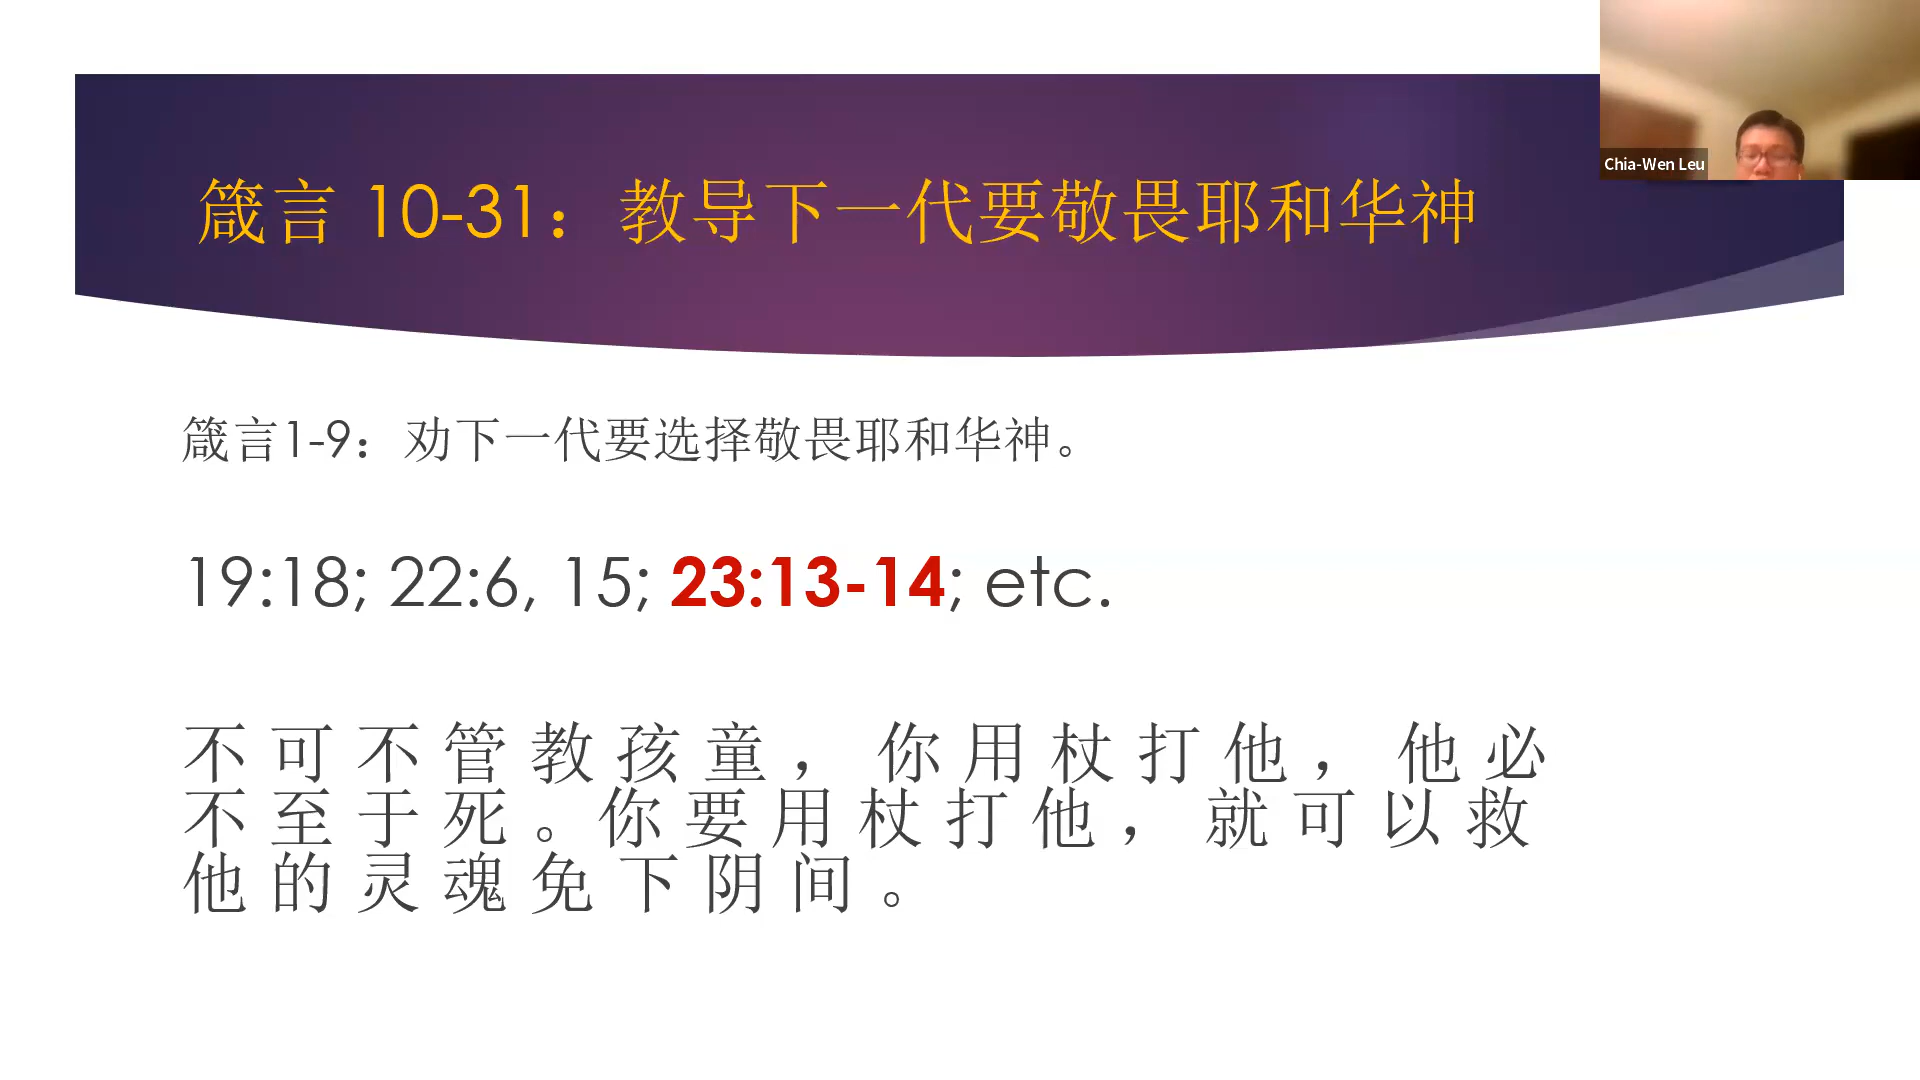 Chia-Wen Leu
箴言 10-31：教导下一代要敬畏耶和华神
箴言1-9：劝下一代要选择敬畏耶和华神。
19:18; 22:6, 15; 23:13-14; etc.
不 可 不 管 教 孩 童 ， 你 用 杖 打 他 ， 他 必
不 至 于 死 。你 要 用 杖 打 他 ， 就 可 以 救
他 的 灵 魂 免 下 阴 间 。